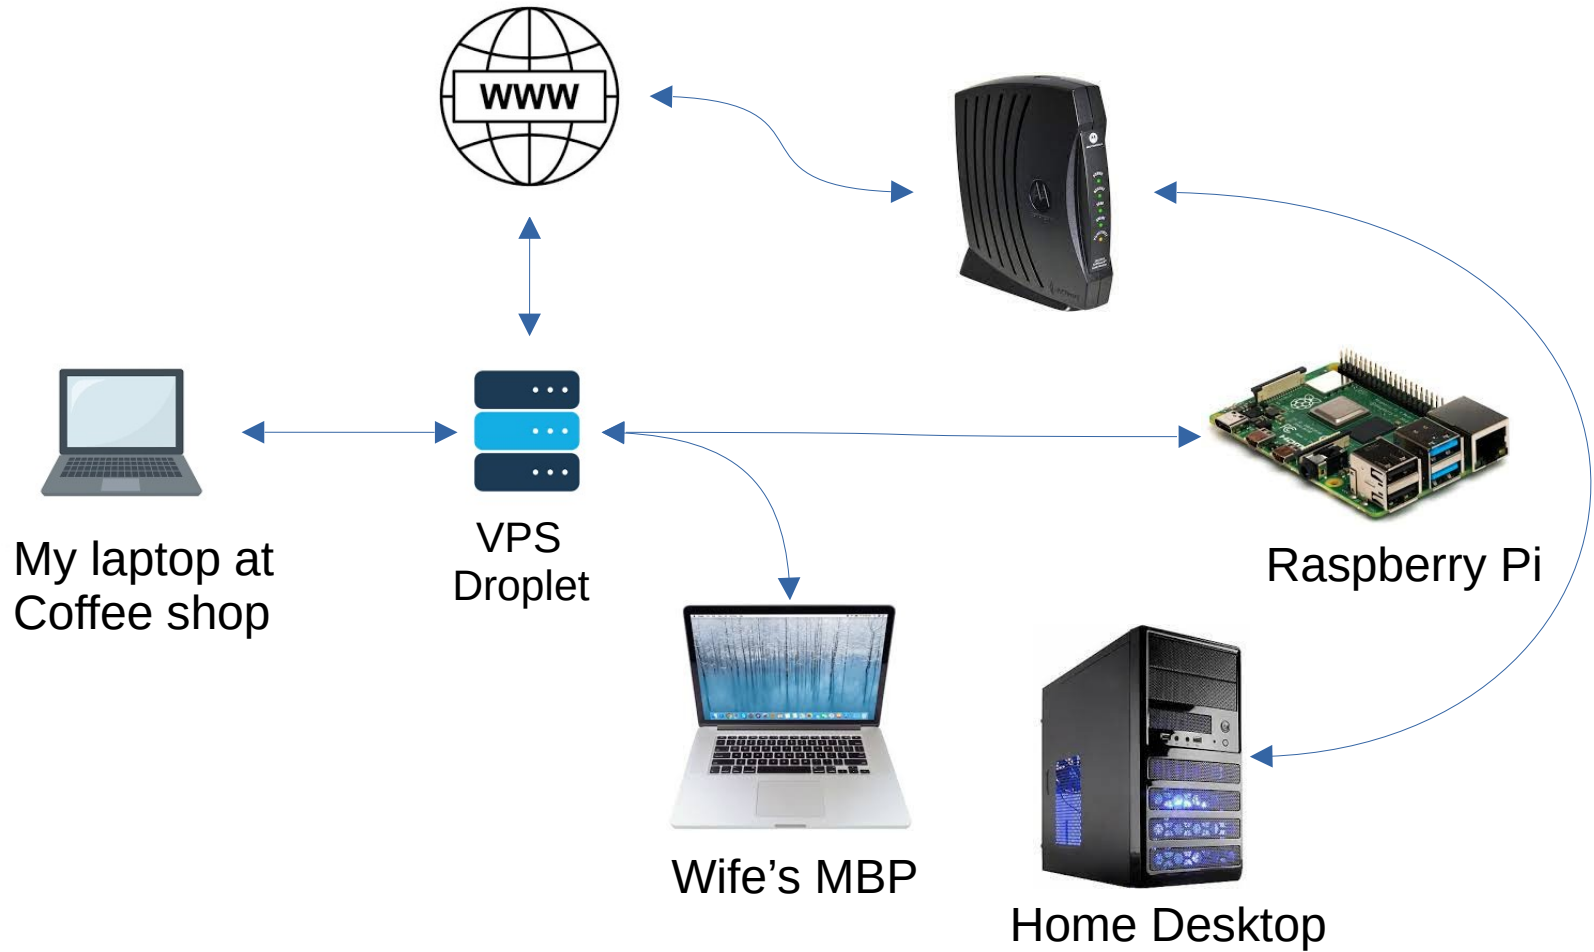 WWW
My laptop at
Coffee shop
VPS
Droplet
Raspberry Pi
Wife’s MBP
Home Desktop